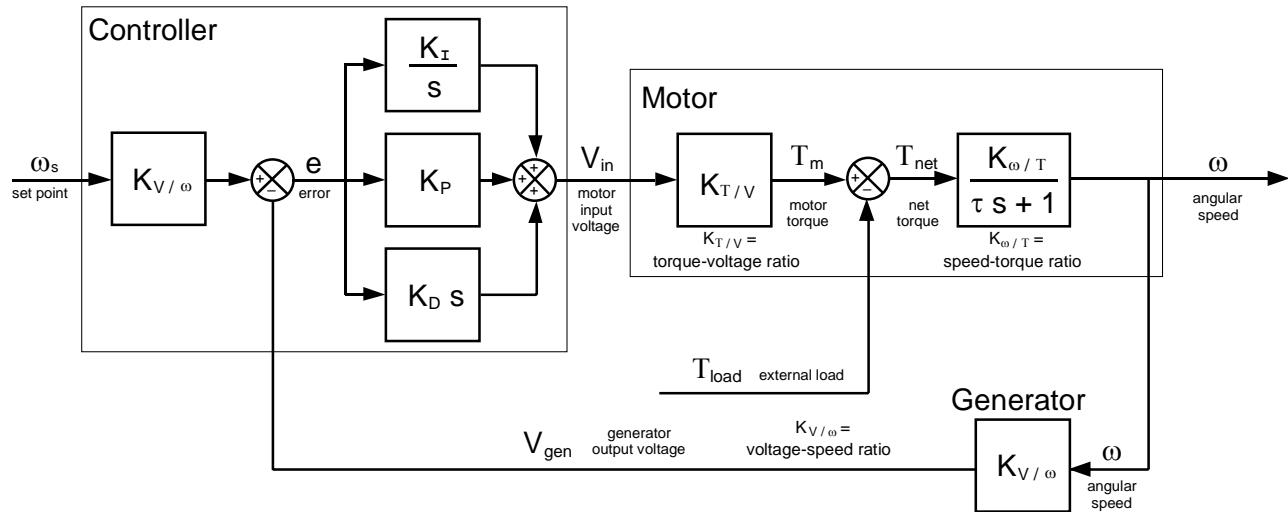 Controller
ω_s
set point
K_V / ω
+
−
e
error
K_I
s
K_P
K_D s
+
+
+
V_in
motor
input
voltage
Motor
K_T / V
K_T / V =
torque-voltage ratio
T_m
motor
torque
+
−
T_net
net
torque
K_ω / T
τ s + 1
K_ω / T =
speed-torque ratio
ω
angular
speed
T_load external load
Generator
K_V / ω
ω
angular
speed
K_V / ω =
voltage-speed ratio
V_gen generator
output voltage